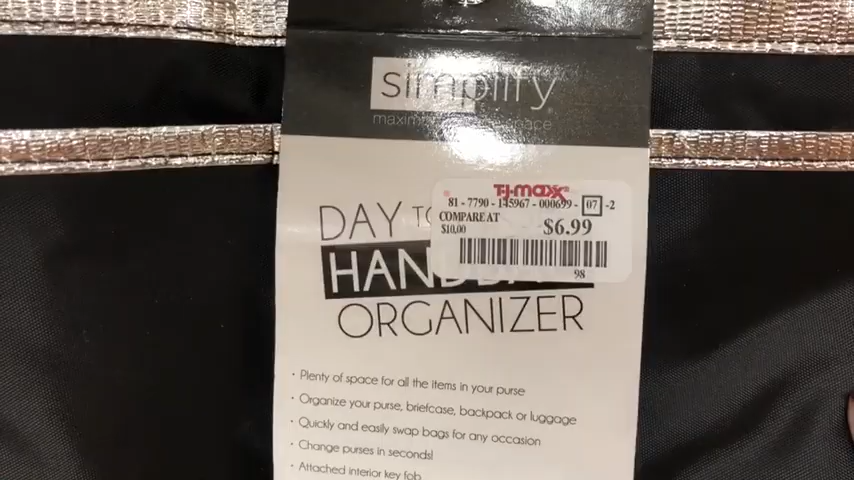 simplify
DAY TO
T·J·maxx®
81 - 7790 - 145967 - 000699 - 07 -2
COMPARE AT
$10.00
$6.99
98
ORGANIZER
· Plenty of space for all the items in your purse
· Organize your purse, briefcase, backpack or luggage
· Quickly and easily swap bags for any occasion
· Change purses in seconds!
· Attached interior key fob